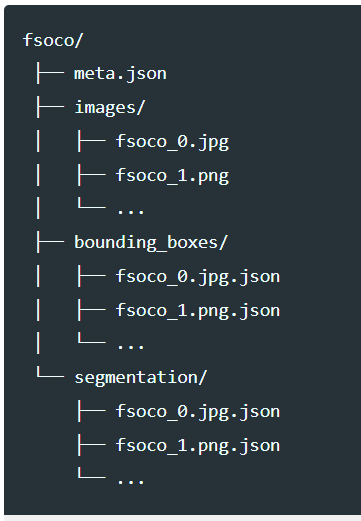 fsoco/
├── meta.json
├── images/
│   ├── fsoco_0.jpg
│   ├── fsoco_1.png
│   └── ...
├── bounding_boxes/
│   ├── fsoco_0.jpg.json
│   ├── fsoco_1.png.json
│   └── ...
└── segmentation/
    ├── fsoco_0.jpg.json
    ├── fsoco_1.png.json
    └── ...